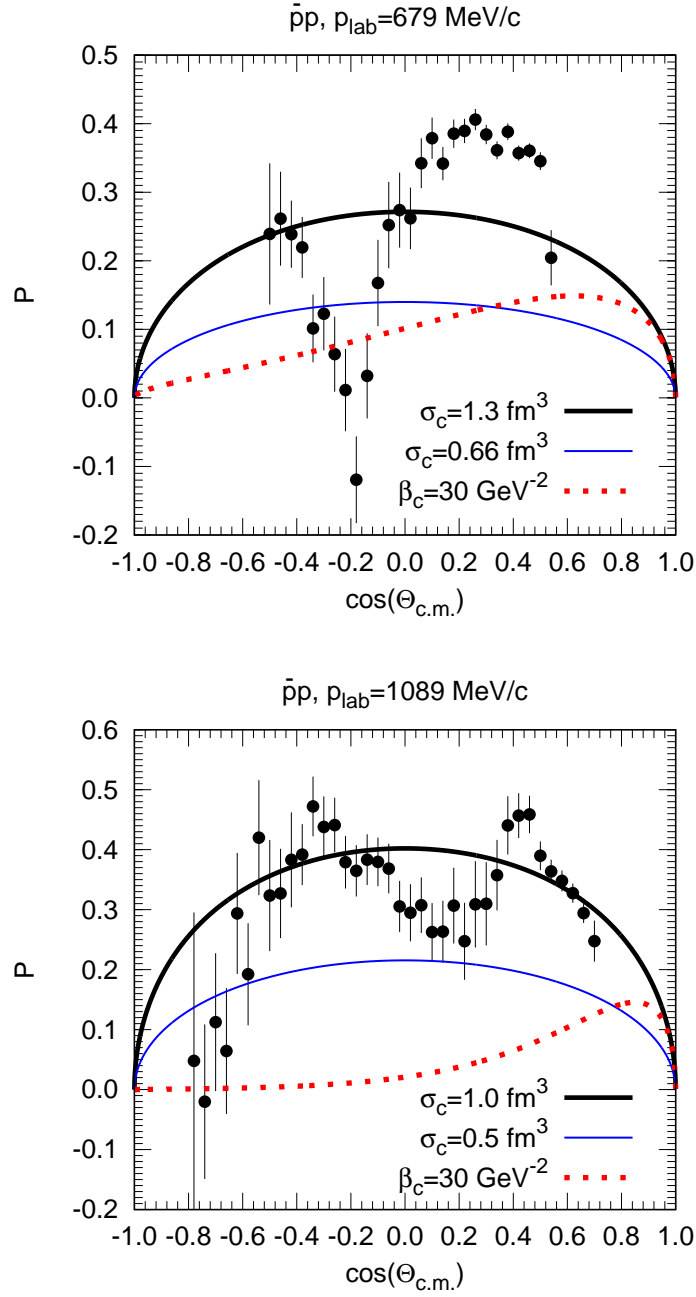 p̄p, p_lab=679 MeV/c
0.5
0.4
0.3
0.2
0.1
0.0
-0.1
-0.2
P
σ_c=1.3 fm³
σ_c=0.66 fm³
β_c=30 GeV⁻²
-1.0 -0.8 -0.6 -0.4 -0.2 0.0 0.2 0.4 0.6 0.8 1.0
cos(Θ_c.m.)
p̄p, p_lab=1089 MeV/c
0.6
0.5
0.4
0.3
0.2
0.1
0.0
-0.1
-0.2
P
σ_c=1.0 fm³
σ_c=0.5 fm³
β_c=30 GeV⁻²
-1.0 -0.8 -0.6 -0.4 -0.2 0.0 0.2 0.4 0.6 0.8 1.0
cos(Θ_c.m.)